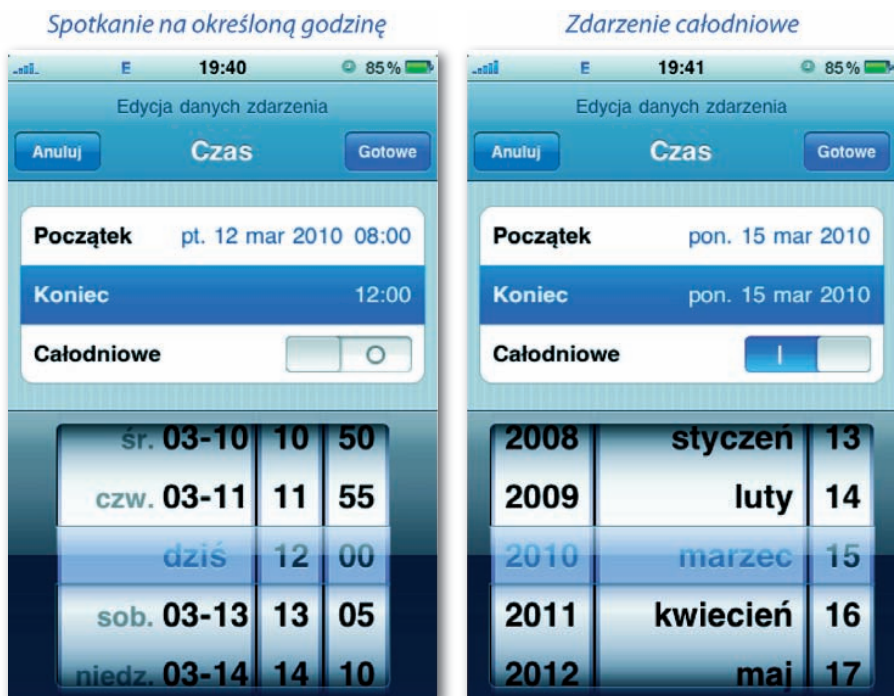 Spotkanie na określoną godzinę
E 19:40 85%
Edycja danych zdarzenia
Anuluj Czas Gotowe
Początek pt. 12 mar 2010 08:00
Koniec 12:00
Całodniowe
śr. 03-10 10 50
czw. 03-11 11 55
dziś 12 00
sob. 03-13 13 05
niedz. 03-14 14 10
Zdarzenie całodniowe
E 19:41 85%
Edycja danych zdarzenia
Anuluj Czas Gotowe
Początek pon. 15 mar 2010
Koniec pon. 15 mar 2010
Całodniowe
2008 styczeń 13
2009 luty 14
2010 marzec 15
2011 kwiecień 16
2012 maj 17